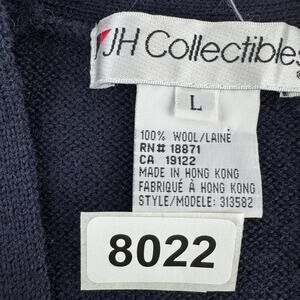 JH Collectibles
L
100% WOOL/LAINE
RN# 18871
CA 19122
MADE IN HONG KONG
FABRIQUÉ À HONG KONG
STYLE/MODELE: 313582
8022